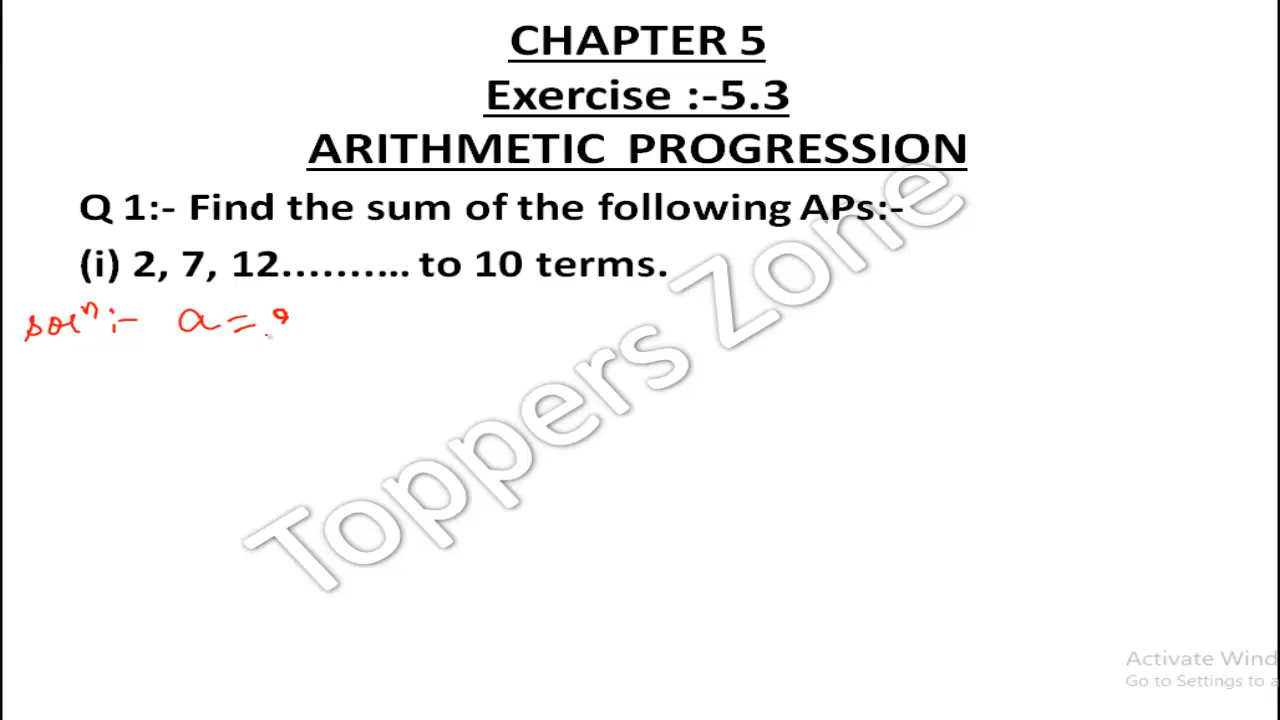 CHAPTER 5
Exercise :-5.3
ARITHMETIC PROGRESSION
Q 1:- Find the sum of the following APs:-
(i) 2, 7, 12.......... to 10 terms.
solⁿ :- a =
Toppers Zone
Activate Wind
Go to Settings to a